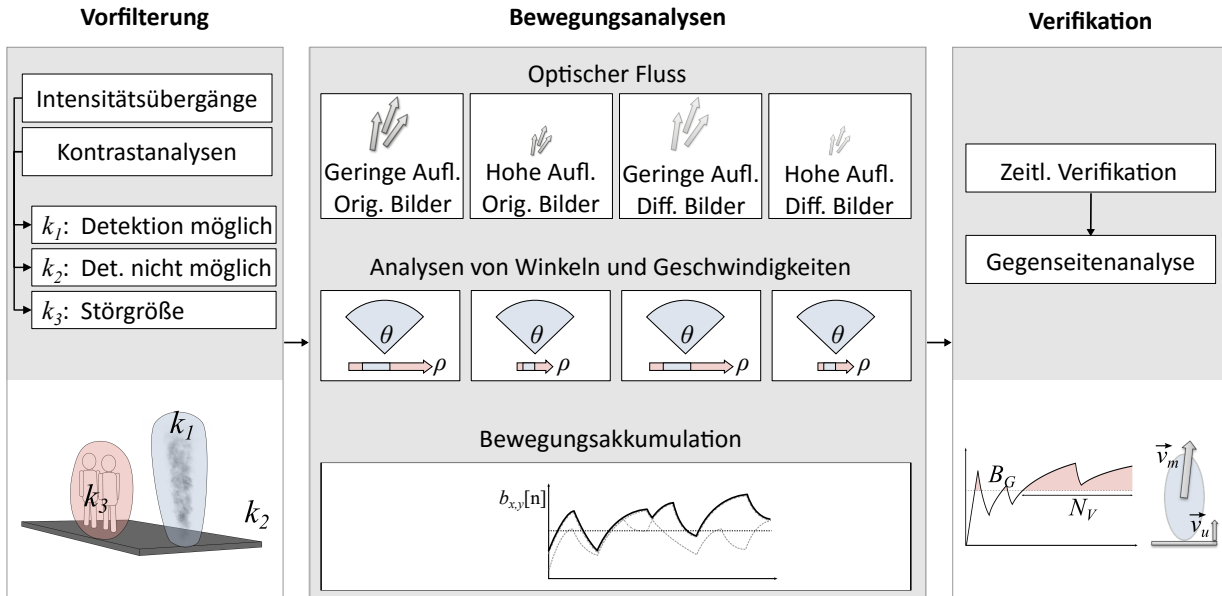 Vorfilterung
Intensitätsübergänge
Kontrastanalysen
k1: Detektion möglich
k2: Det. nicht möglich
k3: Störgröße
k1
k3
k2
Bewegungsanalysen
Optischer Fluss
Geringe Aufl.
Orig. Bilder
Hohe Aufl.
Orig. Bilder
Geringe Aufl.
Diff. Bilder
Hohe Aufl.
Diff. Bilder
Analysen von Winkeln und Geschwindigkeiten
θ
ρ
θ
ρ
θ
ρ
θ
ρ
Bewegungsakkumulation
bx,y[n]
Verifikation
Zeitl. Verifikation
Gegenseitenanalyse
BG
NV
vm
vu